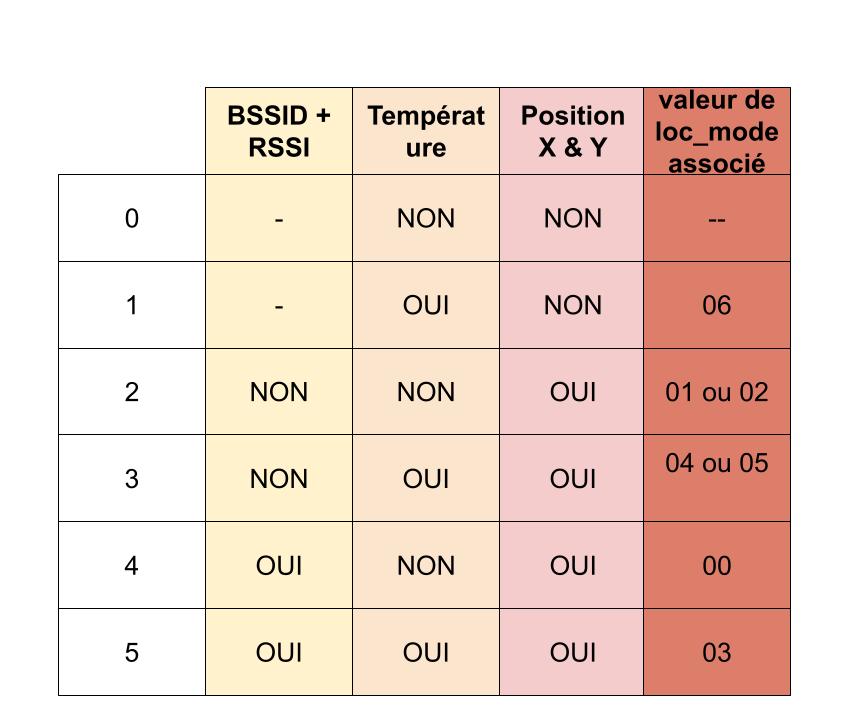 BSSID + RSSI Températ ure Position X & Y valeur de loc_mode associé
0 - NON NON --
1 - OUI NON 06
2 NON NON OUI 01 ou 02
3 NON OUI OUI 04 ou 05
4 OUI NON OUI 00
5 OUI OUI OUI 03